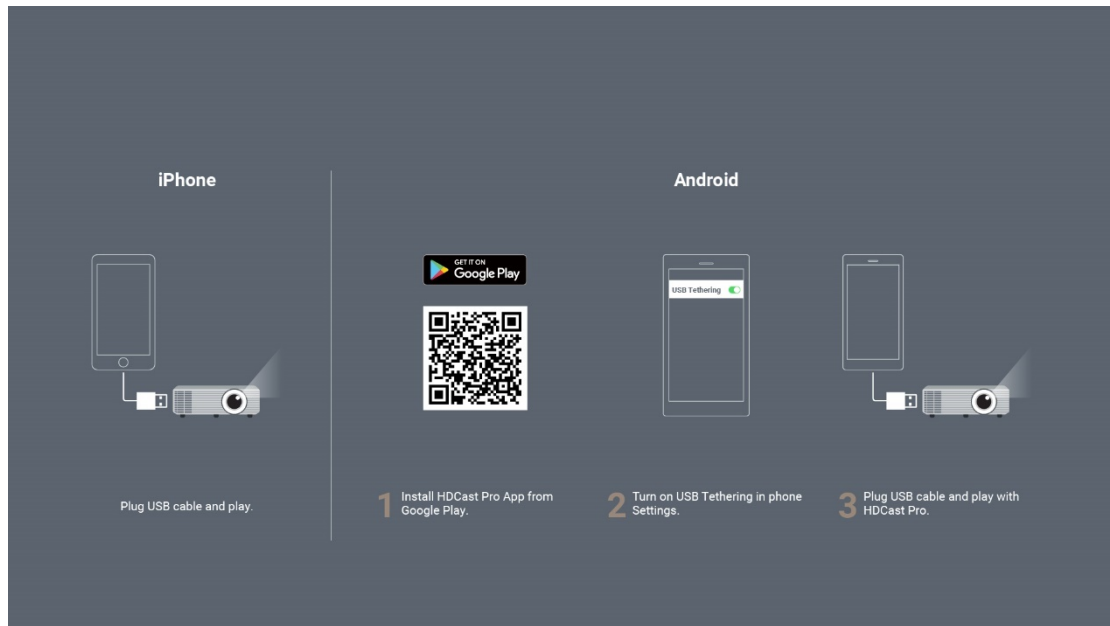 iPhone
Plug USB cable and play.
Android
GET IT ON
Google Play
1
Install HDCast Pro App from
Google Play.
USB Tethering
2
Turn on USB Tethering in phone
Settings.
3
Plug USB cable and play with
HDCast Pro.